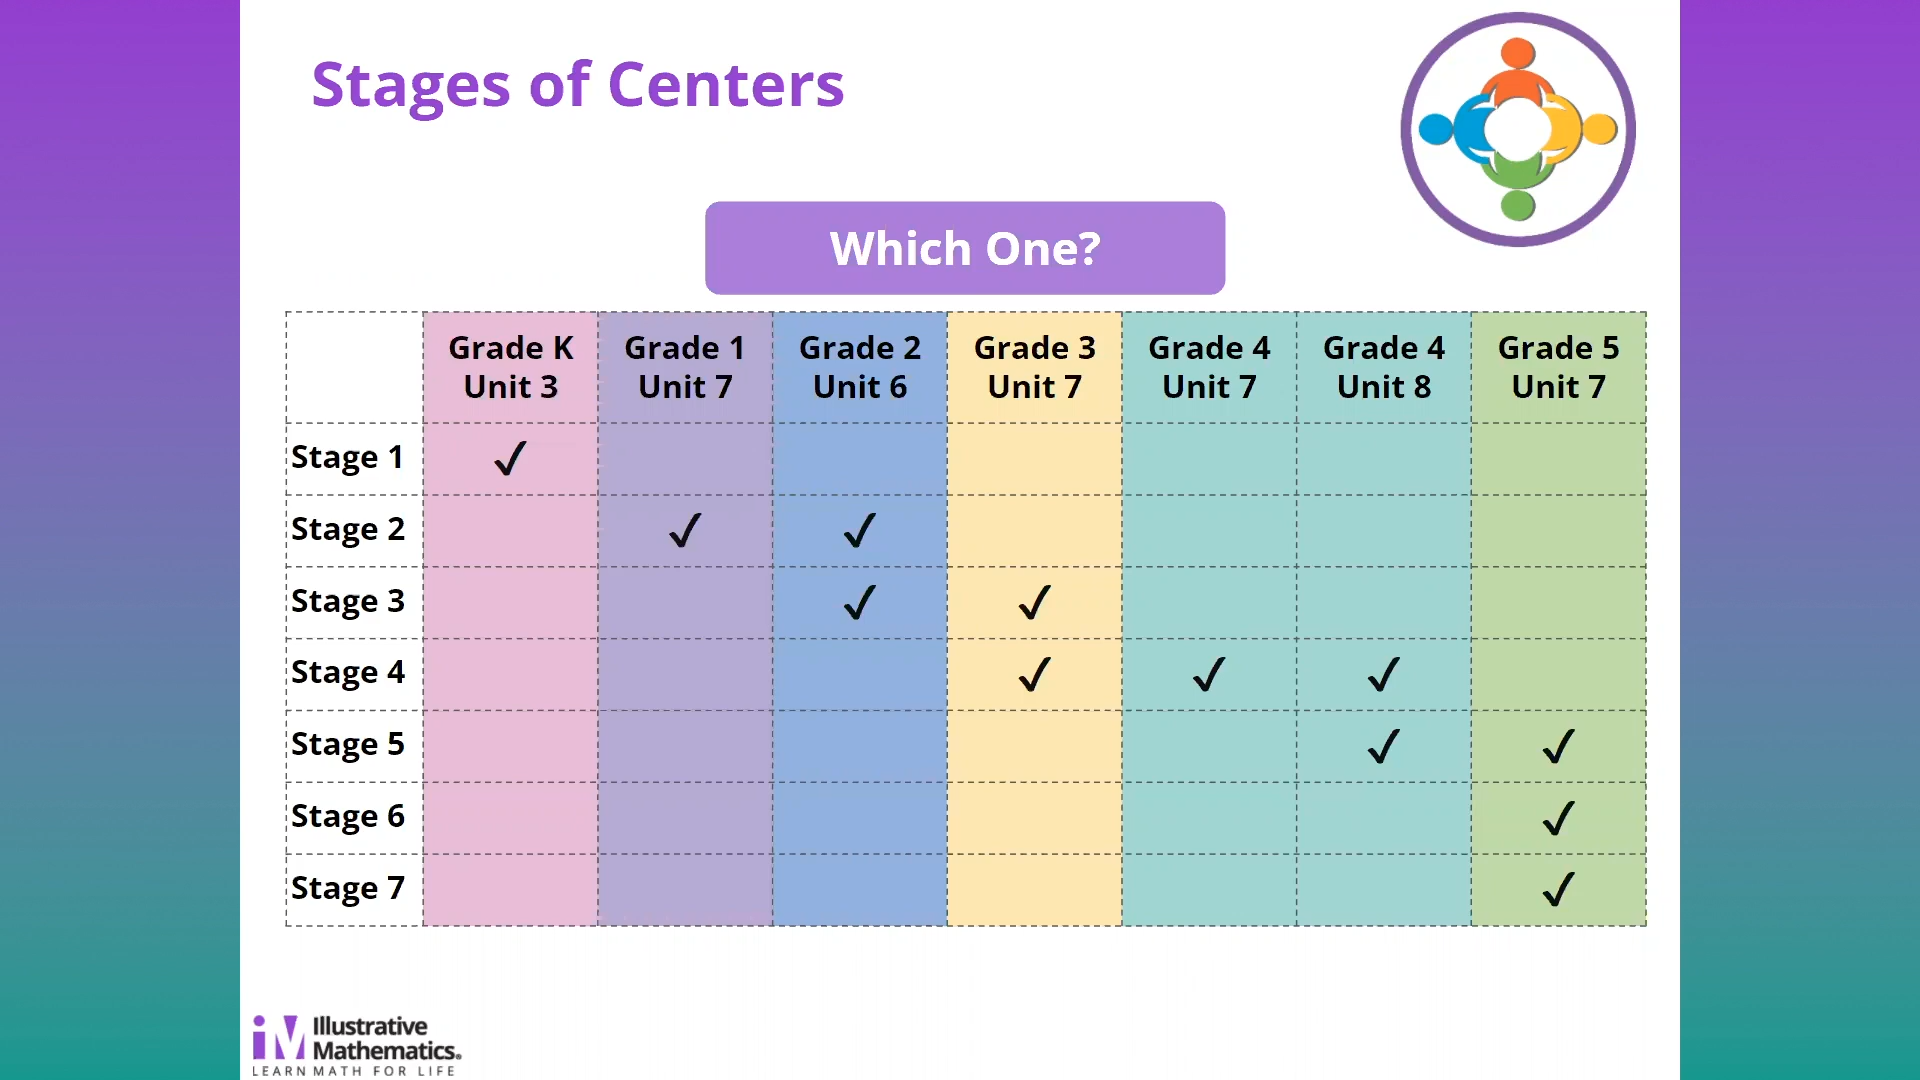 Stages of Centers
Which One?
Grade K Grade 1 Grade 2 Grade 3 Grade 4 Grade 4 Grade 5
Unit 3 Unit 7 Unit 6 Unit 7 Unit 7 Unit 8 Unit 7
Stage 1 ✓
Stage 2 ✓ ✓
Stage 3 ✓ ✓
Stage 4 ✓ ✓ ✓
Stage 5 ✓ ✓
Stage 6 ✓
Stage 7 ✓
iM Illustrative
Mathematics.
LEARN MATH FOR LIFE